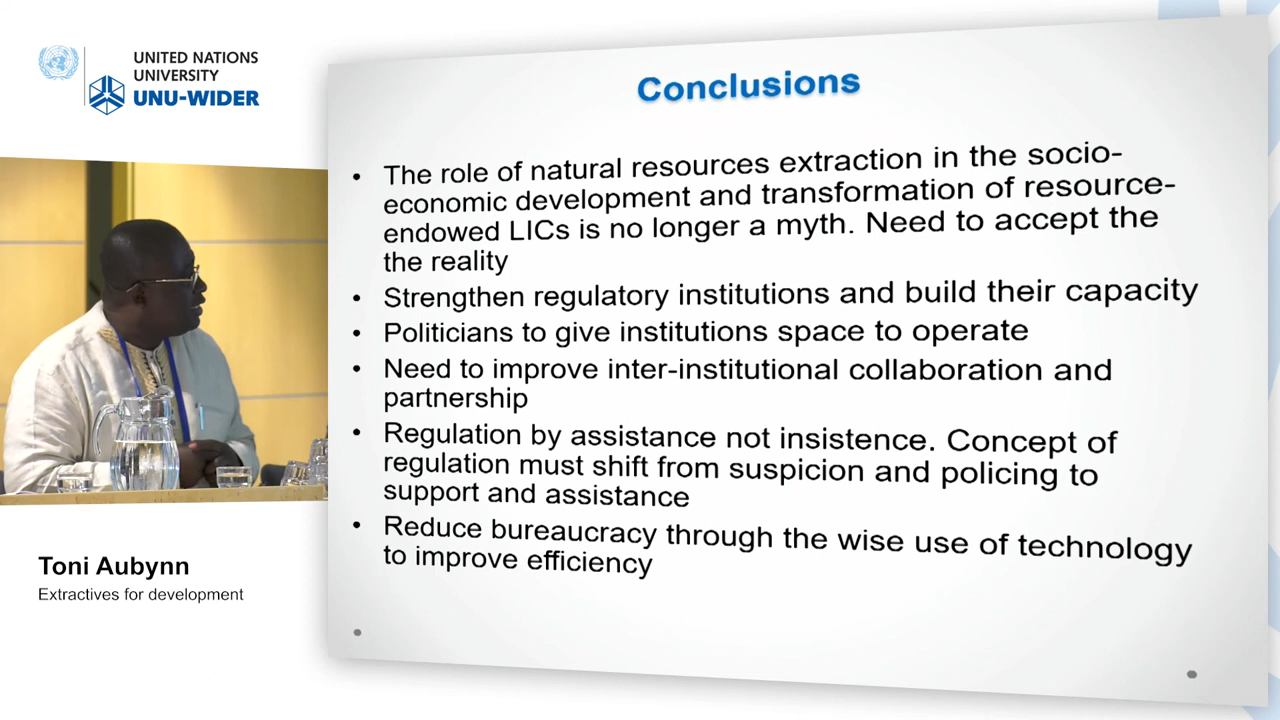 UNITED NATIONS
UNIVERSITY
UNU-WIDER
Toni Aubynn
Extractives for development
Conclusions
• The role of natural resources extraction in the socio-
economic development and transformation of resource-
endowed LICs is no longer a myth. Need to accept the
the reality
• Strengthen regulatory institutions and build their capacity
• Politicians to give institutions space to operate
• Need to improve inter-institutional collaboration and
partnership
• Regulation by assistance not insistence. Concept of
regulation must shift from suspicion and policing to
support and assistance
• Reduce bureaucracy through the wise use of technology
to improve efficiency